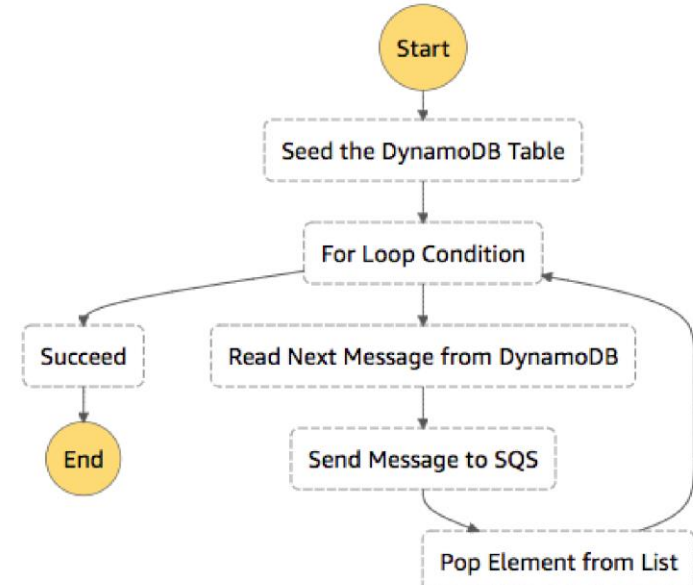 Start
Seed the DynamoDB Table
For Loop Condition
Succeed
Read Next Message from DynamoDB
End
Send Message to SQS
Pop Element from List